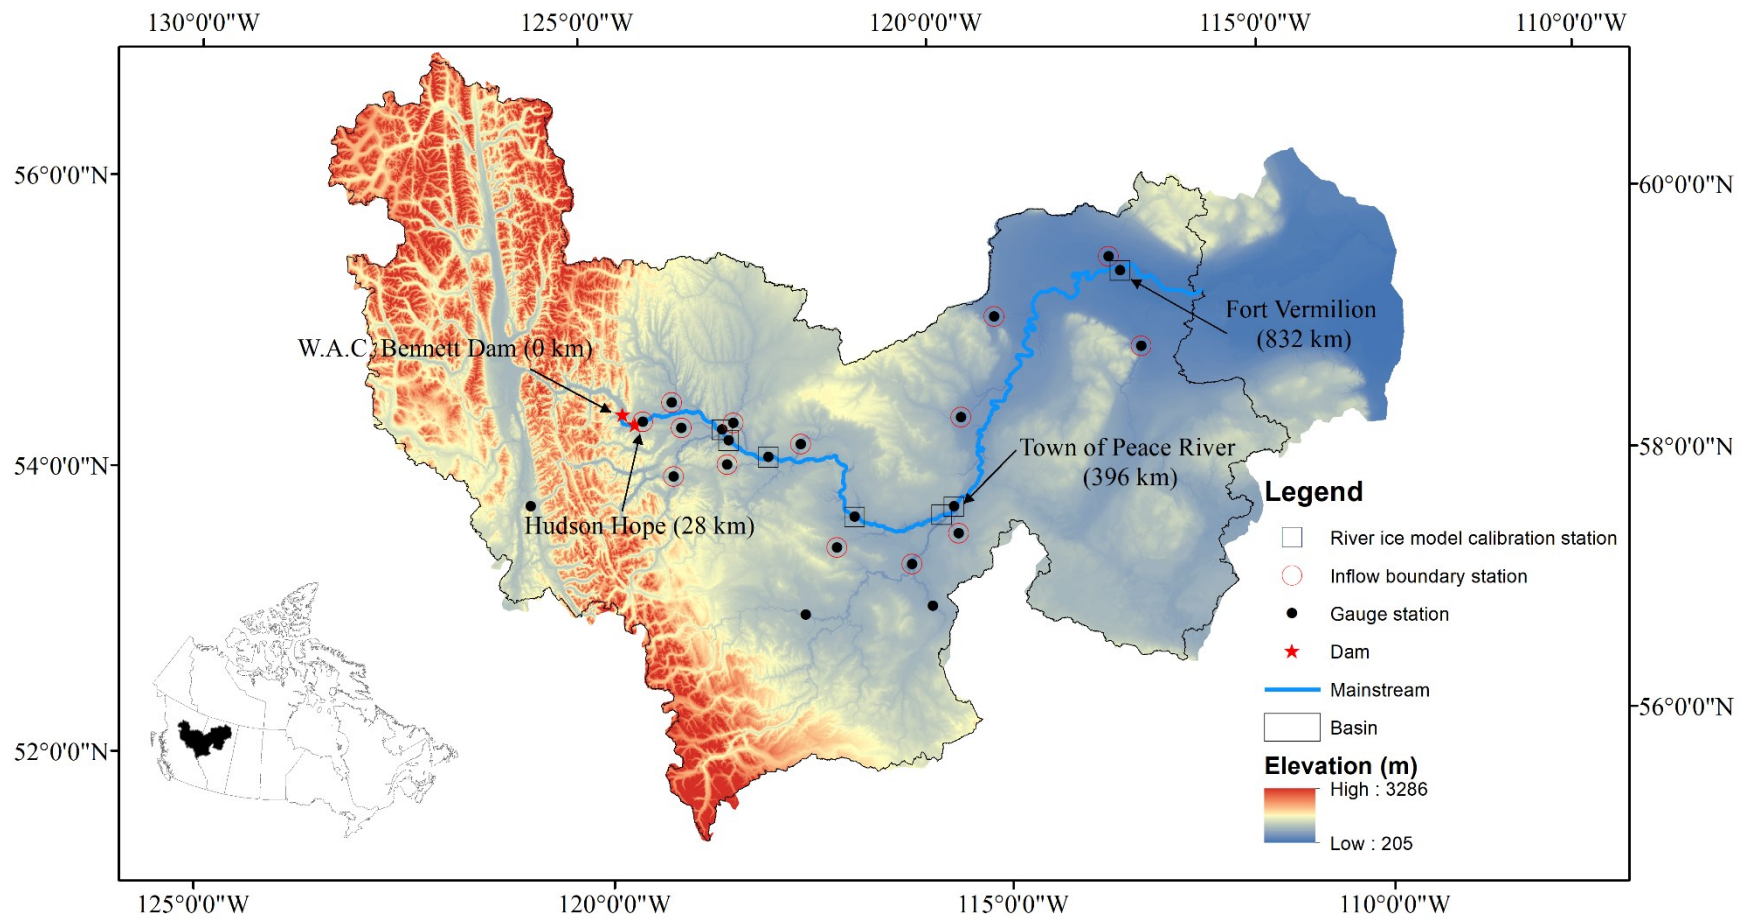 130°0'0"W 125°0'0"W 120°0'0"W 115°0'0"W 110°0'0"W
56°0'0"N
60°0'0"N
Fort Vermilion
(832 km)
W.A.C. Bennett Dam (0 km)
Town of Peace River
(396 km)
58°0'0"N
54°0'0"N
Hudson Hope (28 km)
Legend
River ice model calibration station
Inflow boundary station
Gauge station
Dam
Mainstream
Basin
56°0'0"N
52°0'0"N
Elevation (m)
High : 3286
Low : 205
125°0'0"W 120°0'0"W 115°0'0"W 110°0'0"W